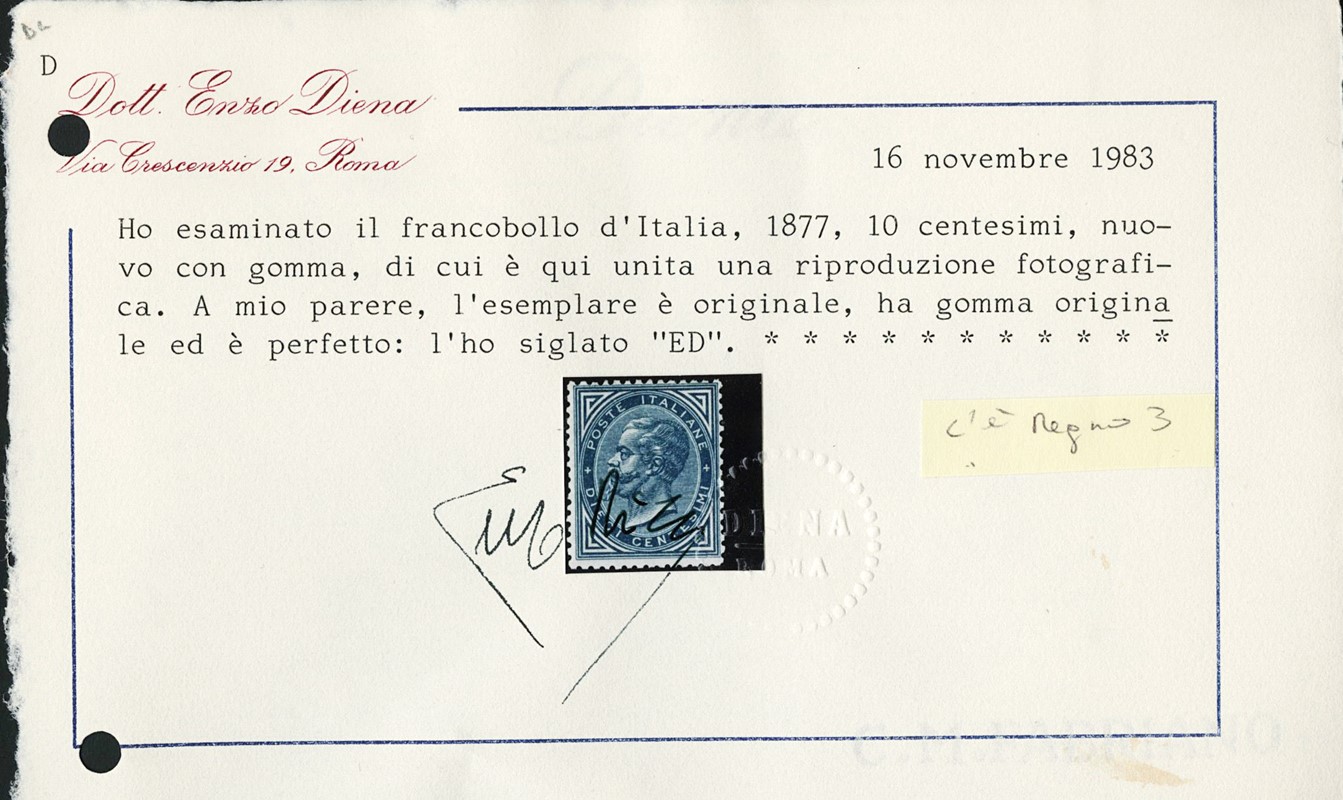 D
Dott. Enzo Diena
Via Crescenzio 19, Roma
16 novembre 1983
Ho esaminato il francobollo d'Italia, 1877, 10 centesimi, nuo-
vo con gomma, di cui è qui unita una riproduzione fotografi-
ca. A mio parere, l'esemplare è originale, ha gomma origina
le ed è perfetto: l'ho siglato "ED". * * * * * * * * * * *
POSTE ITALIANE
CENTESIMI
c'è Regno 3
DIENA
ROMA